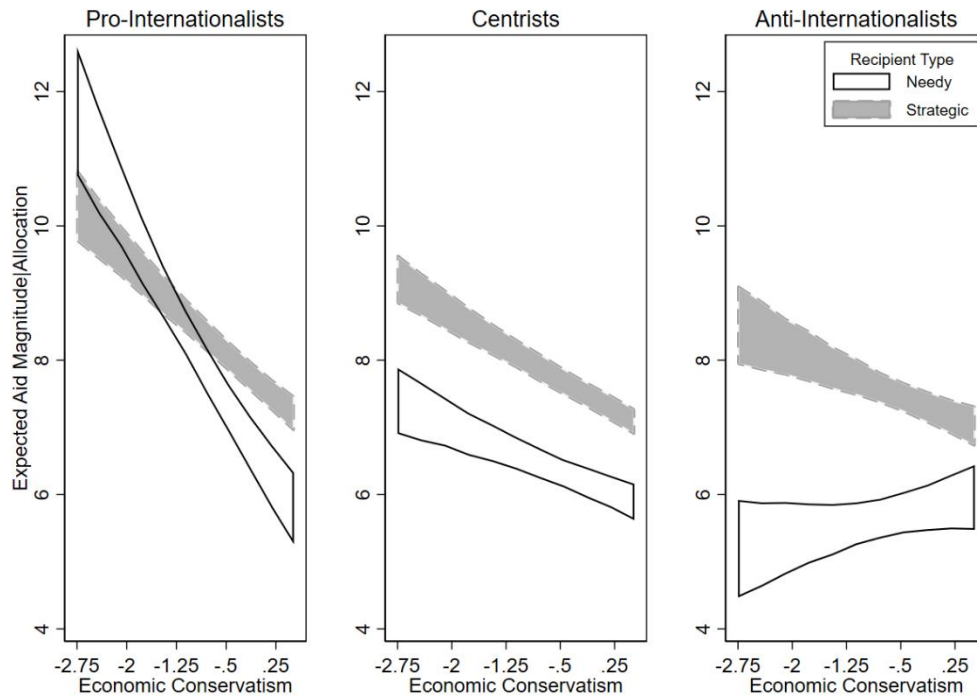 Pro-Internationalists
Centrists
Anti-Internationalists
Expected Aid Magnitude|Allocation
12
10
8
6
4
-2.75 -2 -1.25 -.5 .25
Economic Conservatism
12
10
8
6
4
-2.75 -2 -1.25 -.5 .25
Economic Conservatism
12
10
8
6
4
-2.75 -2 -1.25 -.5 .25
Economic Conservatism
Recipient Type
Needy
Strategic